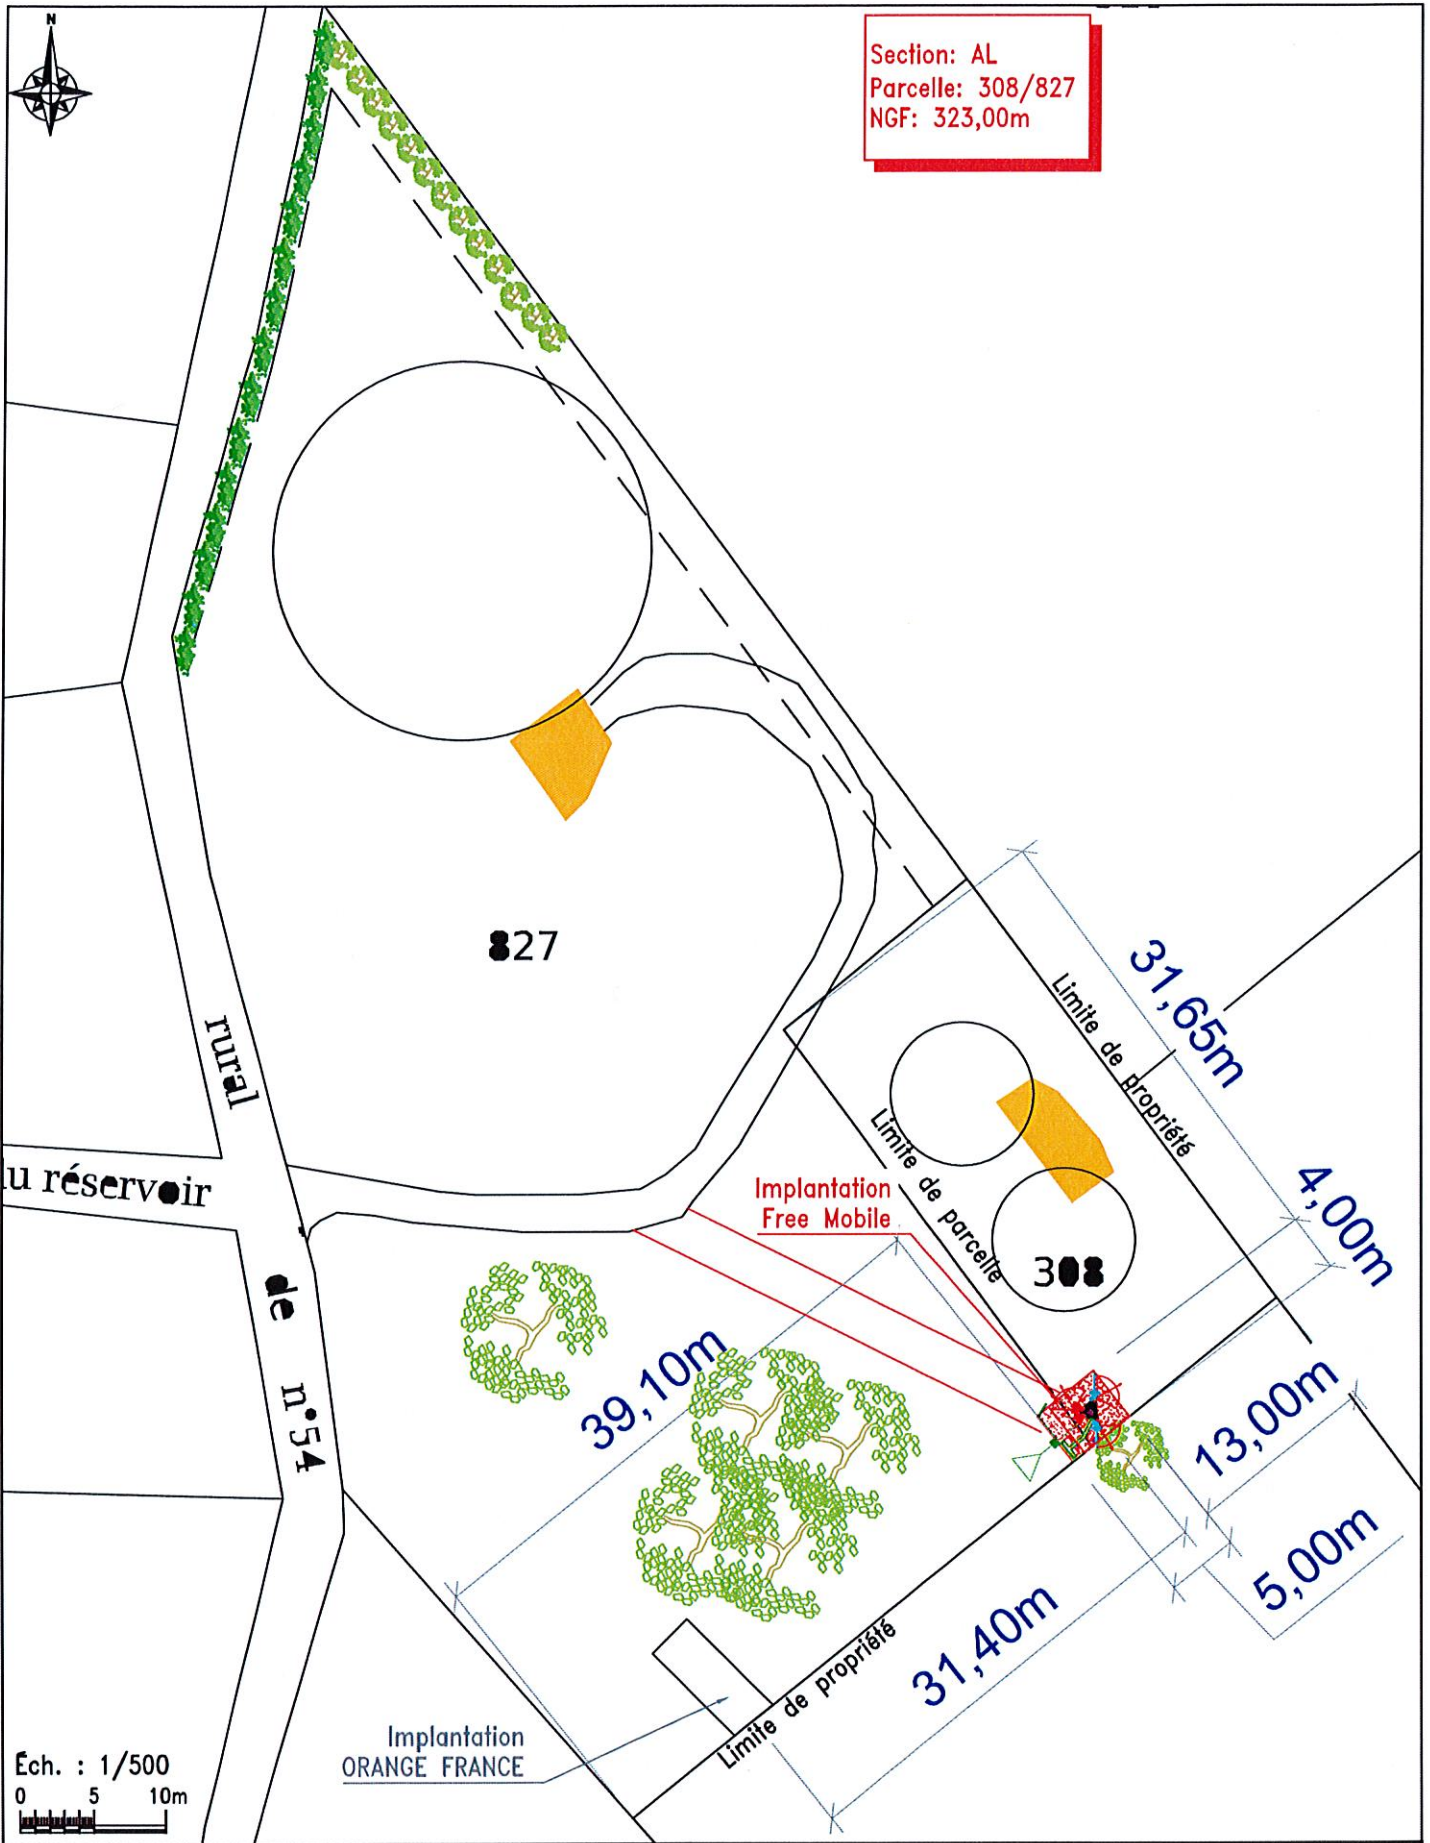 N
Section: AL
Parcelle: 308/827
NGF: 323,00m
827
31,65m
Limite de propriété
rural
Limite de parcelle
lu réservoir
Implantation
Free Mobile
4,00m
308
de
n°54
39,10m
13,00m
5,00m
31,40m
Limite de propriété
Implantation
ORANGE FRANCE
Éch. : 1/500
0 5 10m